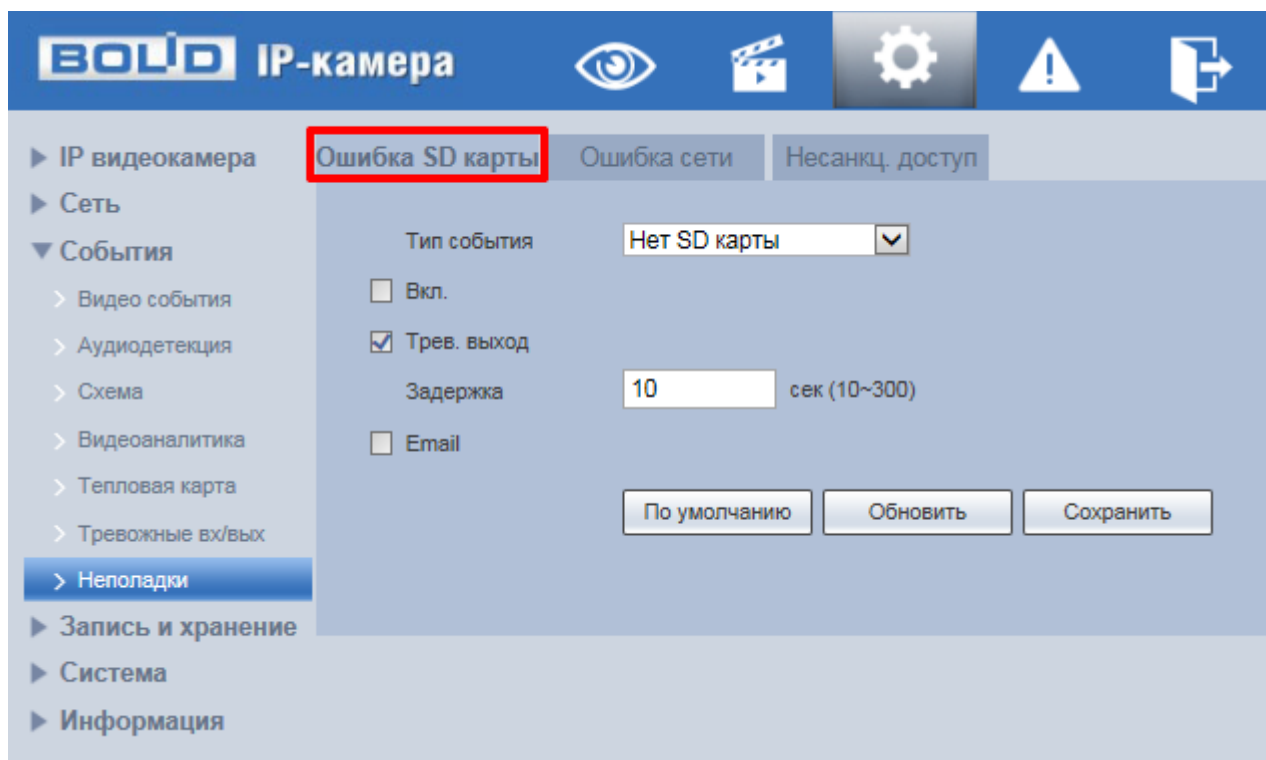 BOLID IP-камера
IP видеокамера
Сеть
События
Видео события
Аудиодетекция
Схема
Видеоаналитика
Тепловая карта
Тревожные вх/вых
Неполадки
Запись и хранение
Система
Информация
Ошибка SD карты Ошибка сети Несанкц. доступ
Тип события Нет SD карты
Вкл.
Трев. выход
Задержка 10 сек (10~300)
Email
По умолчанию Обновить Сохранить